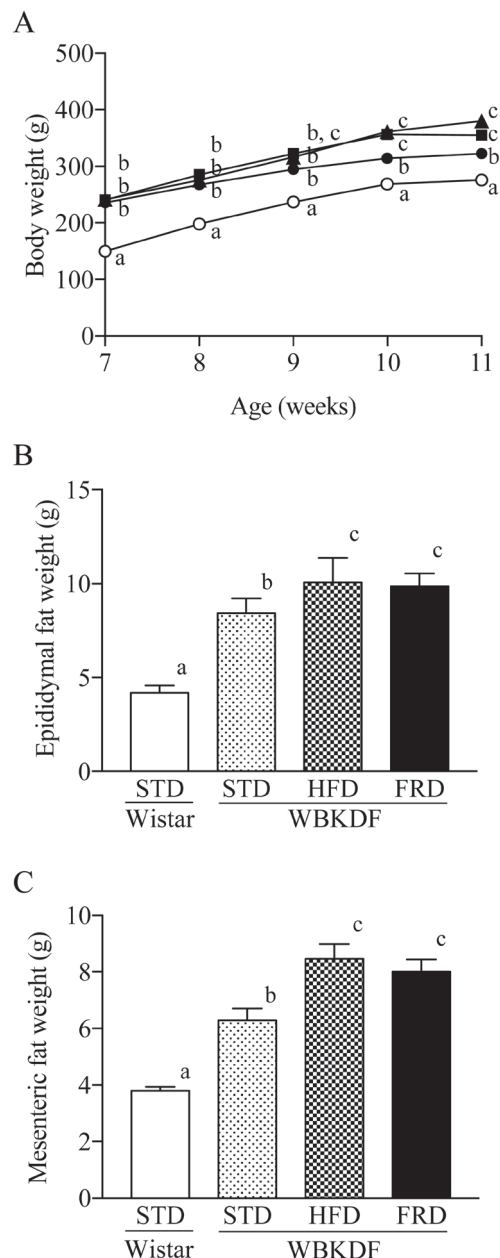 A
500
400
300
200
100
0
Body weight (g)
b b b, c c c
b b b c c
b b b b b
a a a a a
7 8 9 10 11
Age (weeks)
B
15
10
5
0
Epididymal fat weight (g)
a b c c
STD STD HFD FRD
Wistar WBKDF
C
10
8
6
4
2
0
Mesenteric fat weight (g)
a b c c
STD STD HFD FRD
Wistar WBKDF